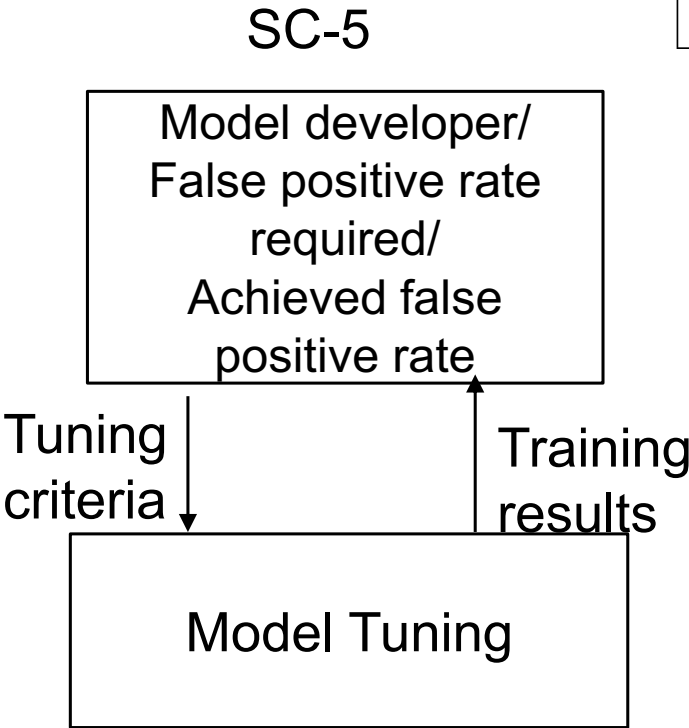 SC-5
Model developer/
False positive rate
required/
Achieved false
positive rate
Tuning
criteria
Training
results
Model Tuning